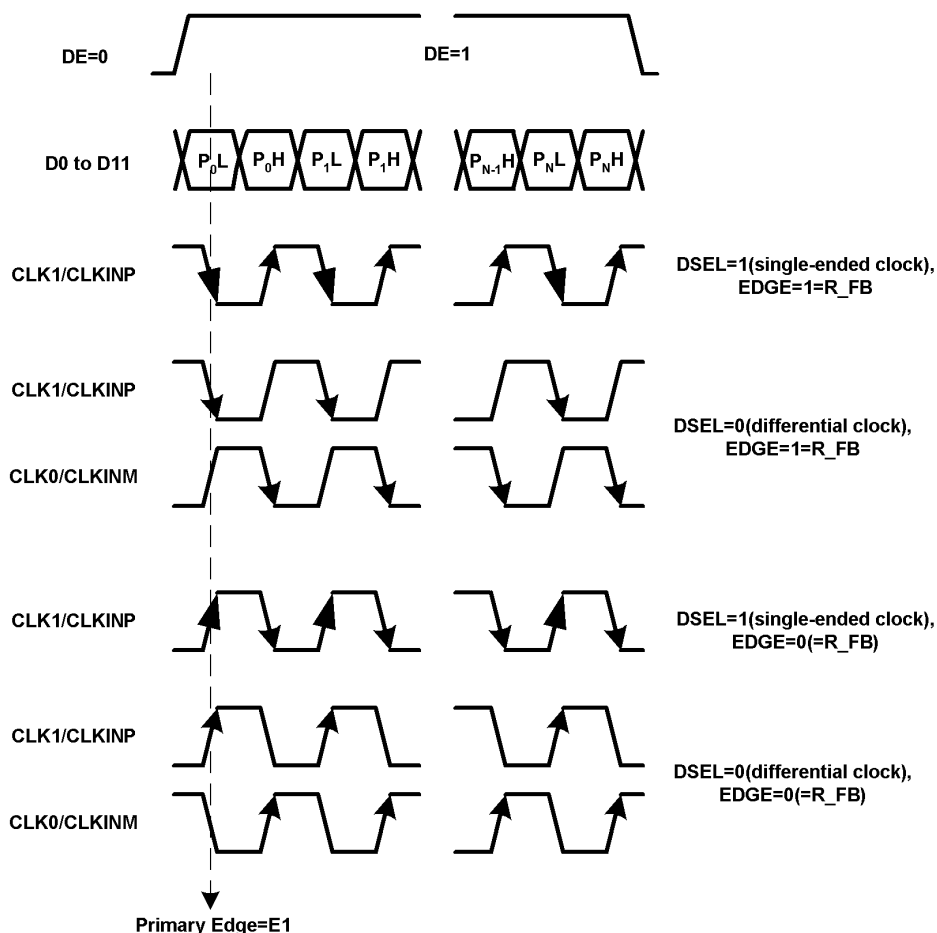 DE=0
DE=1
D0 to D11
P0L
P0H
P1L
P1H
PN-1H
PNL
PNH
CLK1/CLKINP
DSEL=1(single-ended clock),
EDGE=1=R_FB
CLK1/CLKINP
CLK0/CLKINM
DSEL=0(differential clock),
EDGE=1=R_FB
CLK1/CLKINP
DSEL=1(single-ended clock),
EDGE=0(=R_FB)
CLK1/CLKINP
CLK0/CLKINM
DSEL=0(differential clock),
EDGE=0(=R_FB)
Primary Edge=E1